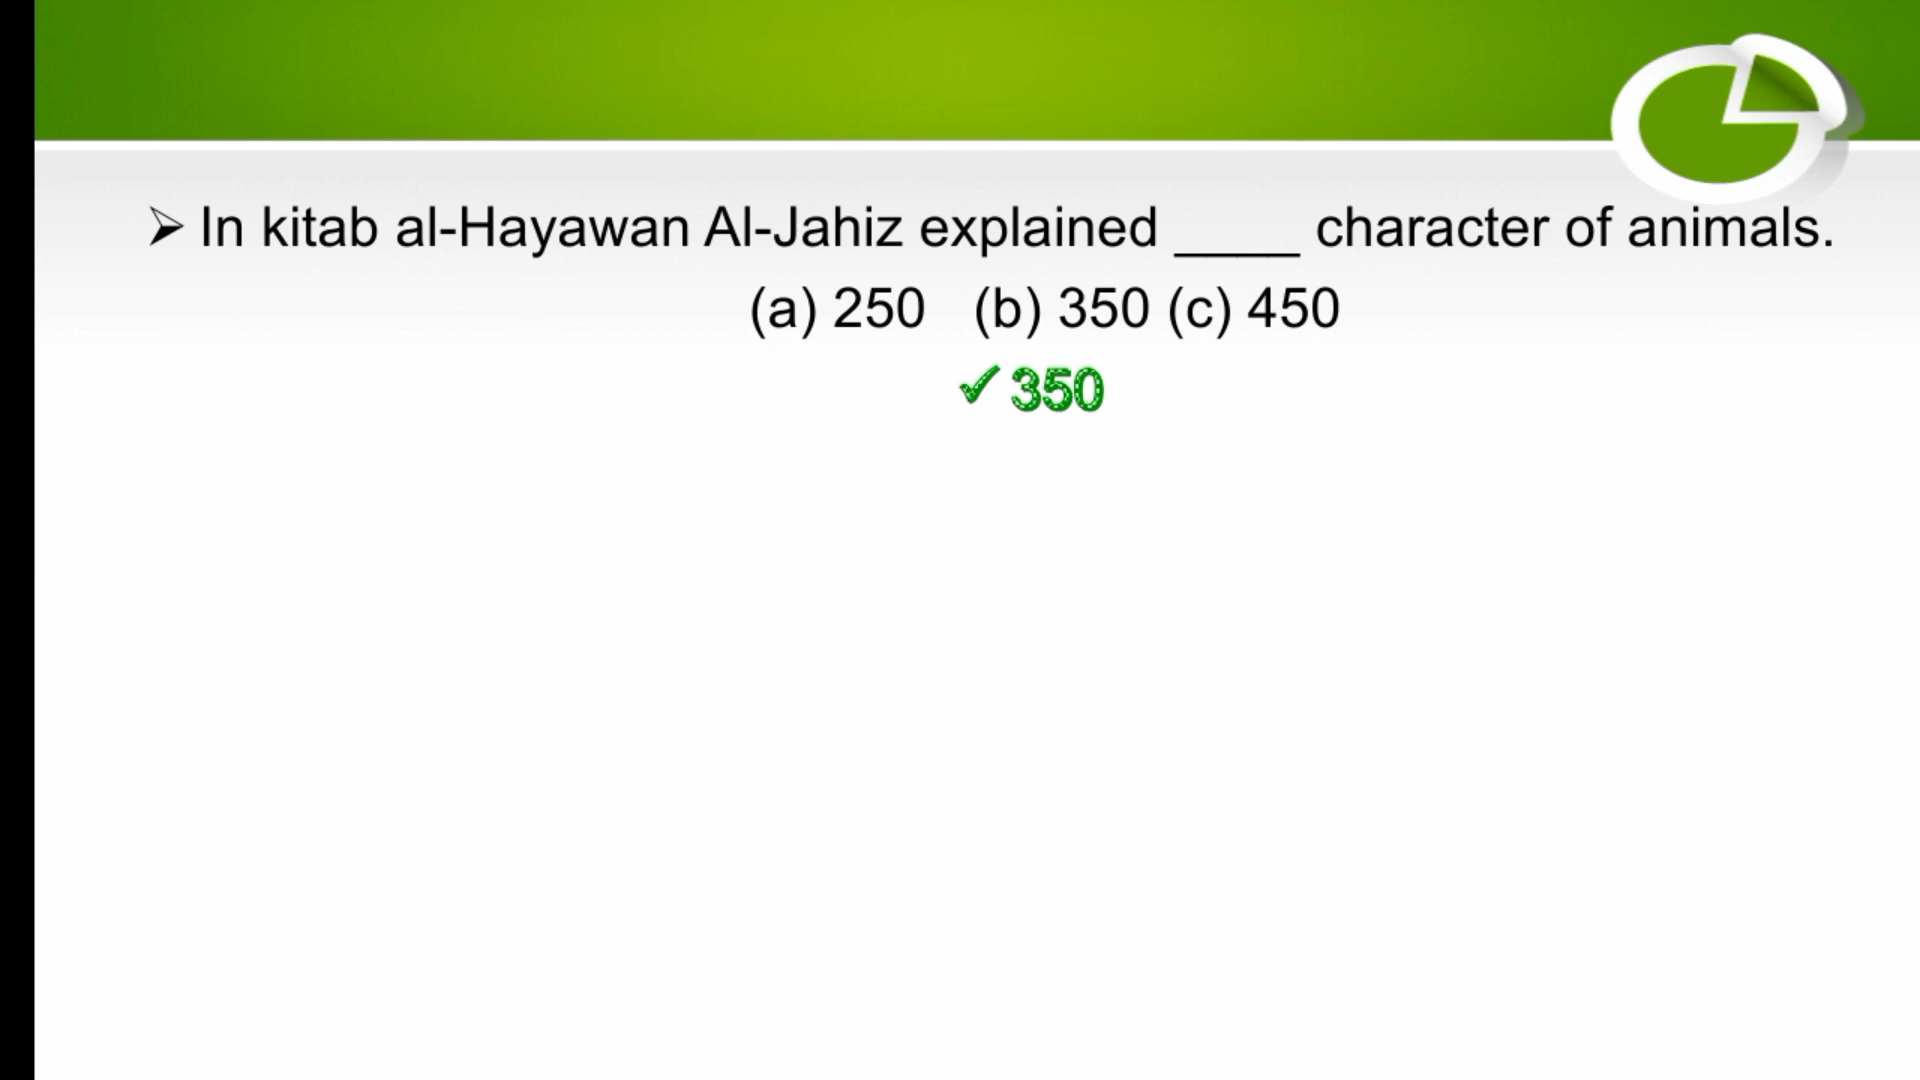 ➢ In kitab al-Hayawan Al-Jahiz explained ____ character of animals.
(a) 250 (b) 350 (c) 450
✓ 350